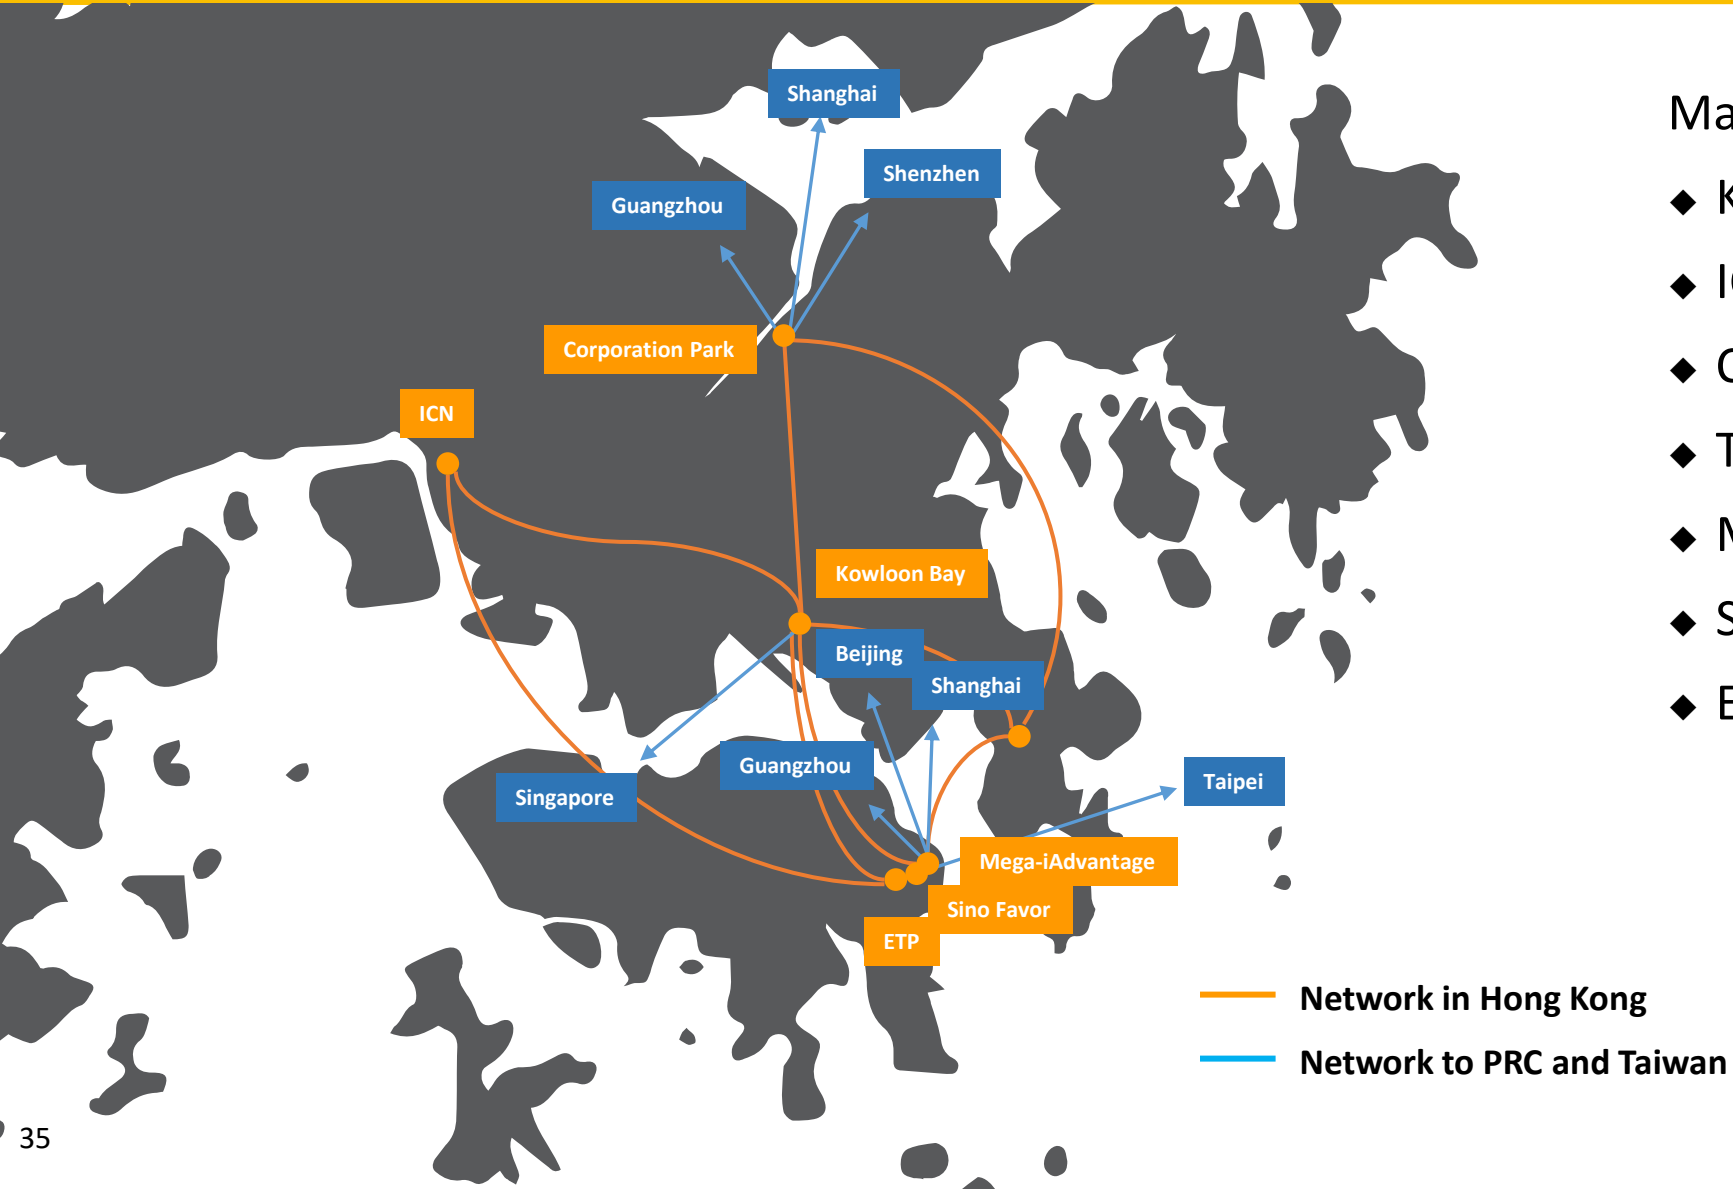 Shanghai
Shenzhen
Guangzhou
Corporation Park
ICN
Kowloon Bay
Beijing
Shanghai
Guangzhou
Singapore
Taipei
Mega-iAdvantage
Sino Favor
ETP
Network in Hong Kong
Network to PRC and Taiwan
35